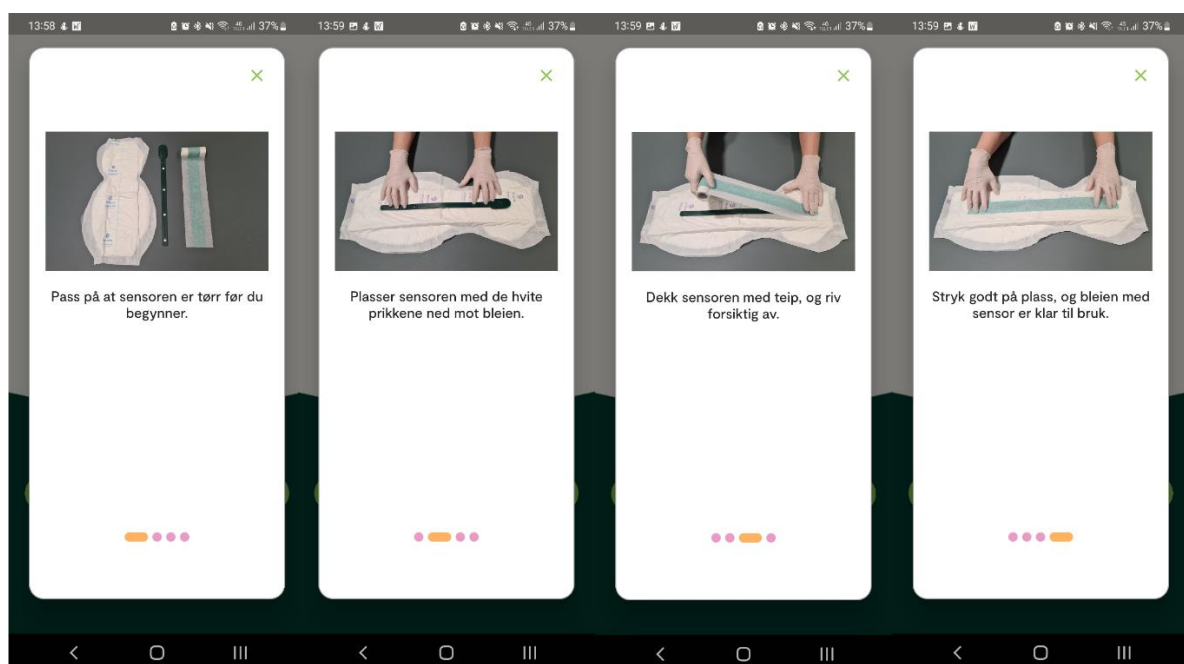 13:58
37%
Pass på at sensoren er tørr før du
begynner.
13:59
37%
Plasser sensoren med de hvite
prikkene ned mot bleien.
13:59
37%
Dekk sensoren med teip, og riv
forsiktig av.
13:59
37%
Stryk godt på plass, og bleien med
sensor er klar til bruk.